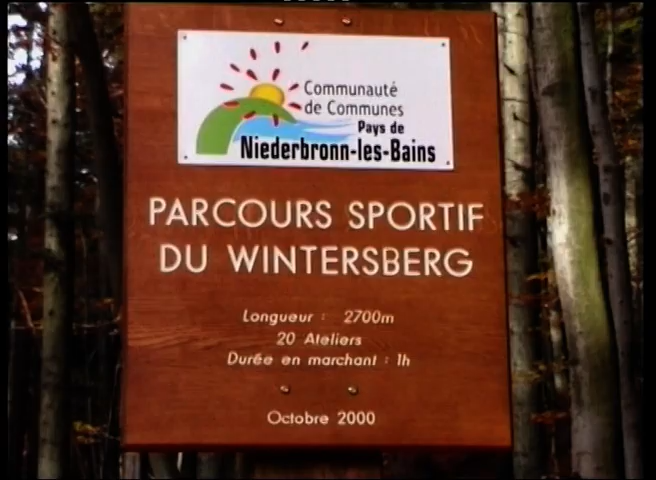 Communauté
de Communes
Pays de
Niederbronn-les-Bains
PARCOURS SPORTIF
DU WINTERSBERG
Longueur : 2700m
20 Ateliers
Durée en marchant : 1h
Octobre 2000